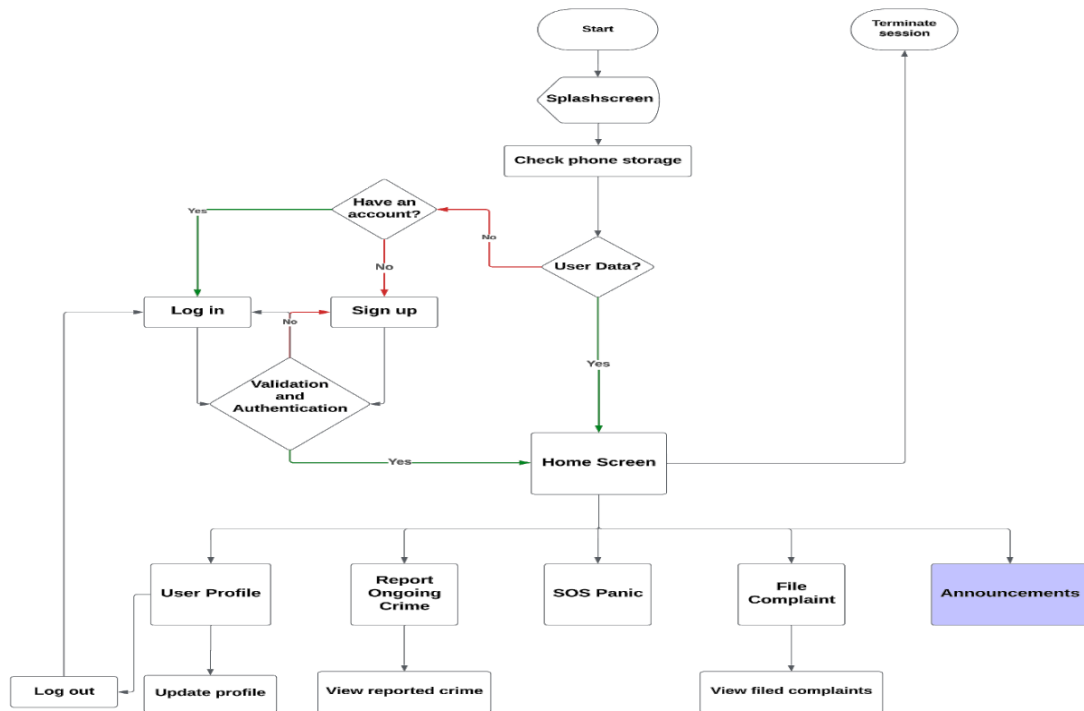 Start
Terminate
session
Splashscreen
Check phone storage
Have an
account?
Yes
No
No
User Data?
Log in
No
Sign up
Yes
Validation
and
Authentication
Yes
Home Screen
User Profile
Report
Ongoing
Crime
SOS Panic
File
Complaint
Announcements
Log out
Update profile
View reported crime
View filed complaints